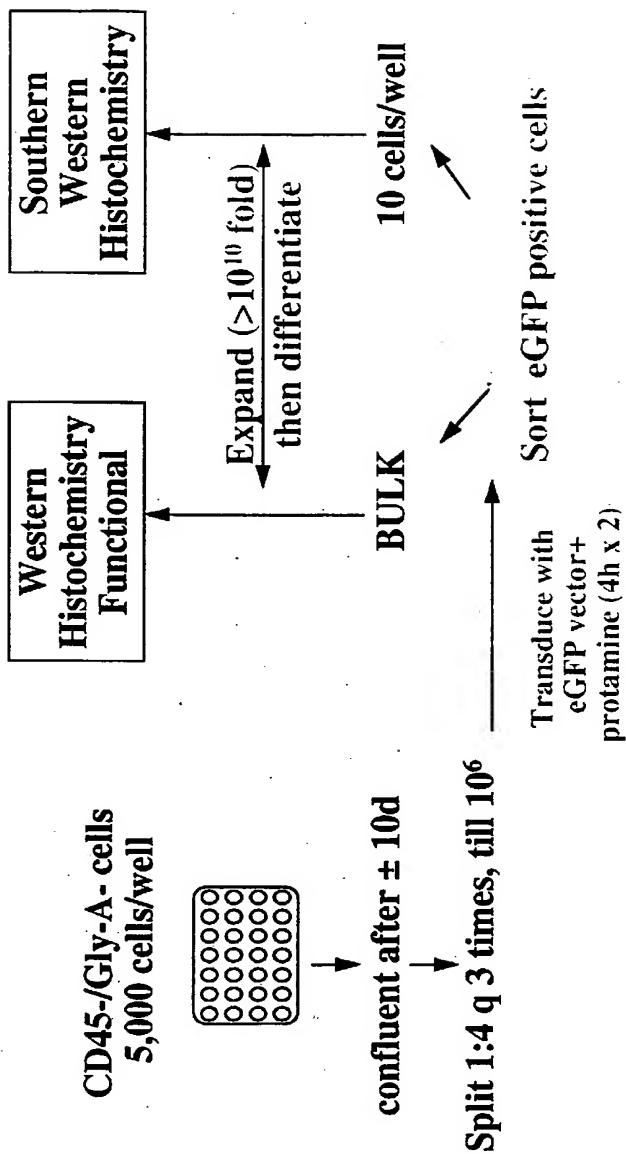 CD45-/Gly-A- cells
5,000 cells/well
confluent after ± 10d
Split 1:4 q 3 times, till 10⁶
Transduce with
eGFP vector+
protamine (4h x 2)
Sort eGFP positive cells
BULK
10 cells/well
Expand (>10¹⁰ fold)
then differentiate
Western
Histochemistry
Functional
Southern
Western
Histochemistry